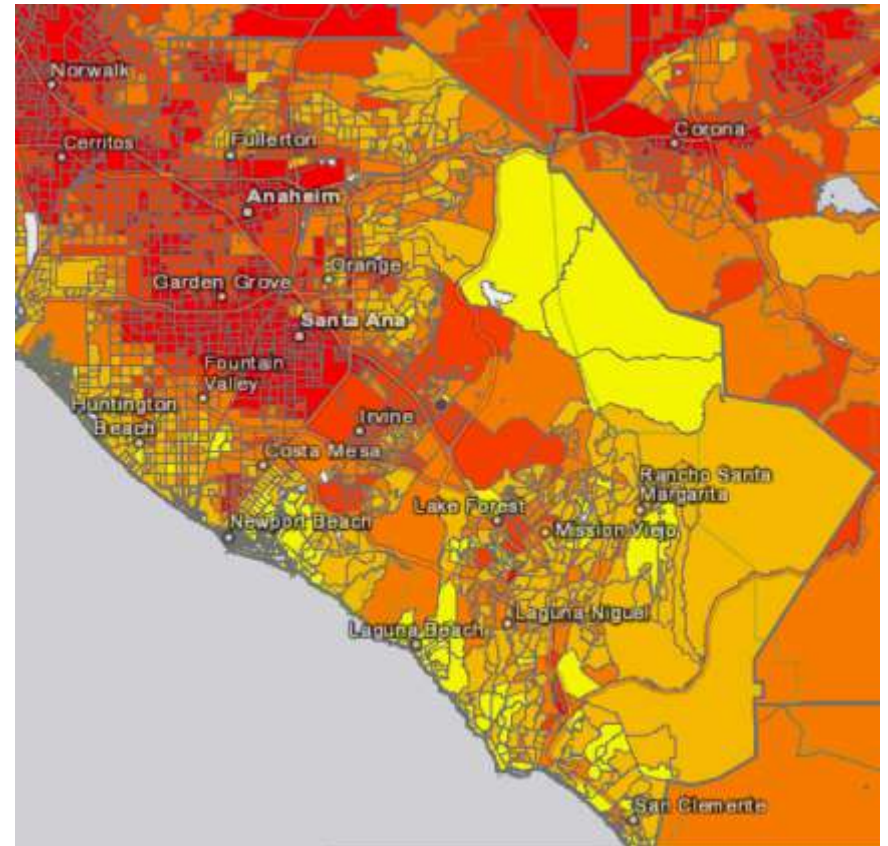 Norwalk
Corona
Cerritos
Fullerton
Anaheim
Orange
Garden Grove
Santa Ana
Fountain
Valley
Huntington
Beach
Irvine
Costa Mesa
Rancho Santa
Margarita
Lake Forest
Newport Beach
Mission Viejo
Laguna Niguel
Laguna Beach
San Clemente